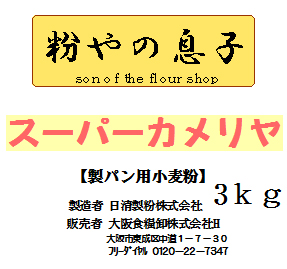 粉やの息子
son of the flour shop
スーパーカメリヤ
【製パン用小麦粉】
製造者 日清製粉株式会社
3kg
販売者 大阪食糧卸株式会社H
大阪市東成区中道1-7-30
フリーダイヤル 0120-22-7347